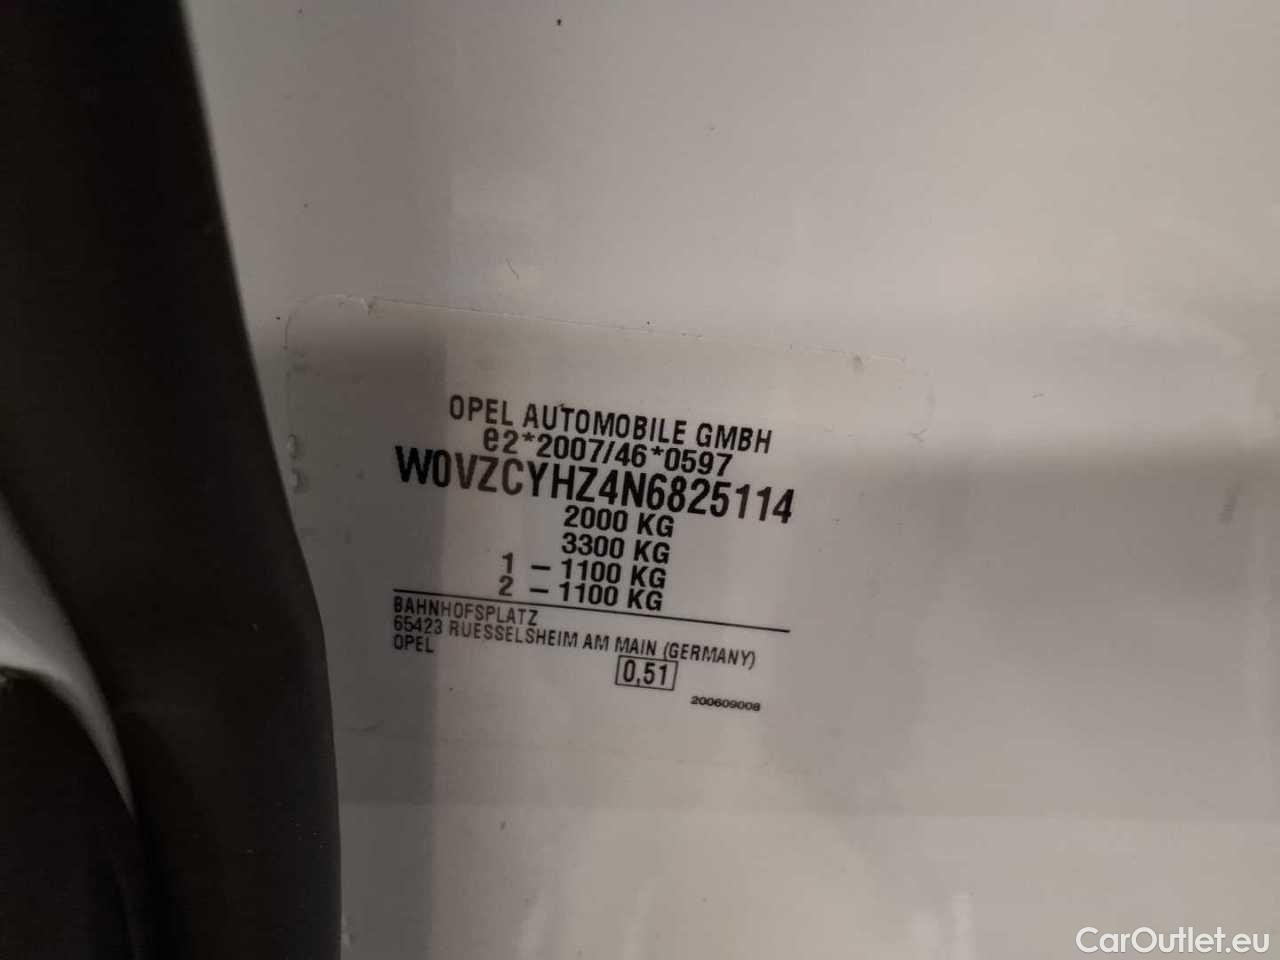 OPEL AUTOMOBILE GMBH
e2*2007/46*0597
W0VZCYHZ4N6825114
2000 KG
3300 KG
1 - 1100 KG
2 - 1100 KG
BAHNHOFSPLATZ
65423 RUESSELSHEIM AM MAIN (GERMANY)
OPEL
0,51
200609008
CarOutlet.eu